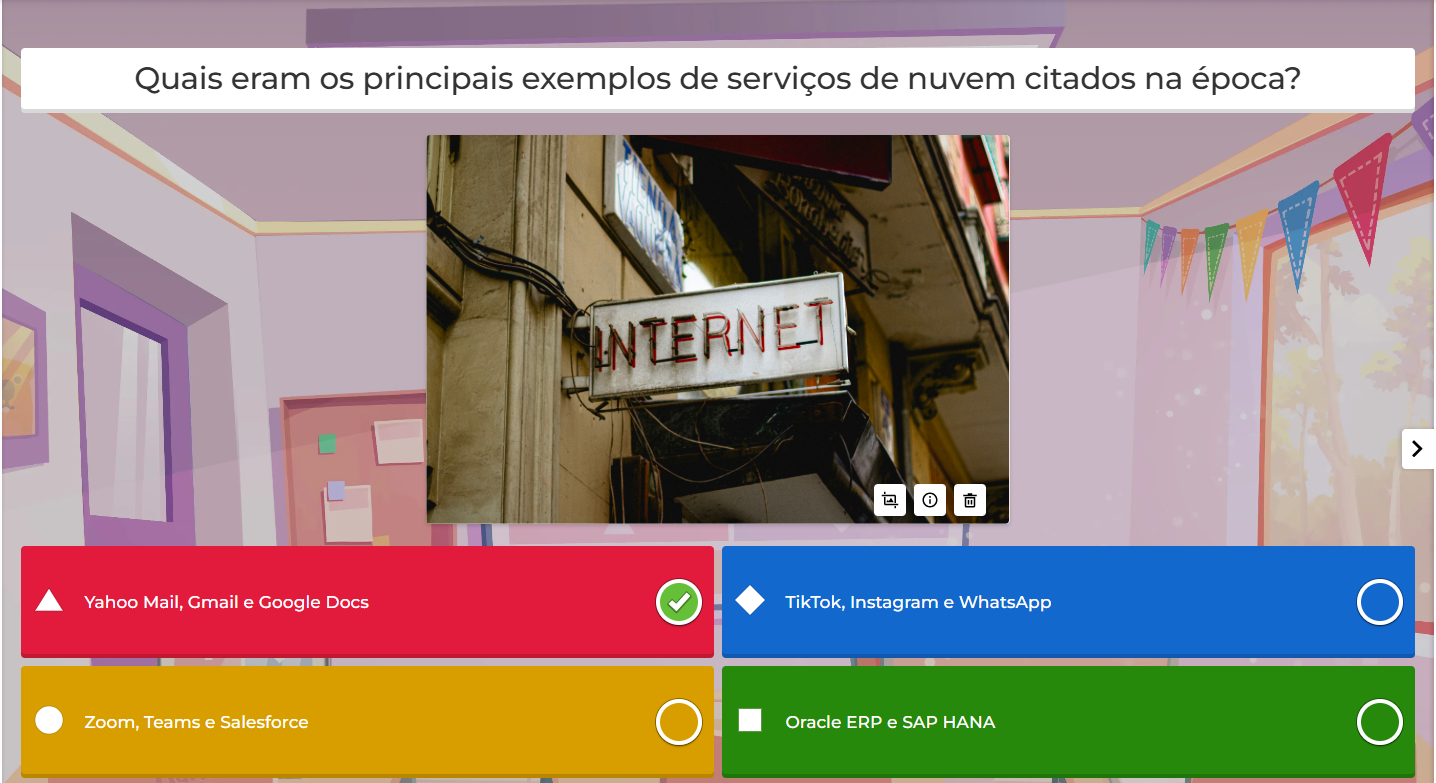 Quais eram os principais exemplos de serviços de nuvem citados na época?
INTERNET
Yahoo Mail, Gmail e Google Docs
TikTok, Instagram e WhatsApp
Zoom, Teams e Salesforce
Oracle ERP e SAP HANA